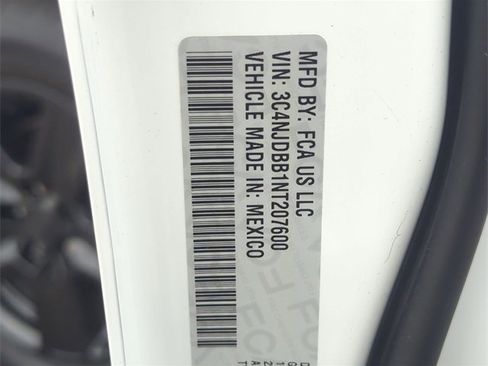 MFD BY: FCA US LLC
VIN: 3C4NJDBB1NT207600
VEHICLE MADE IN: MEXICO